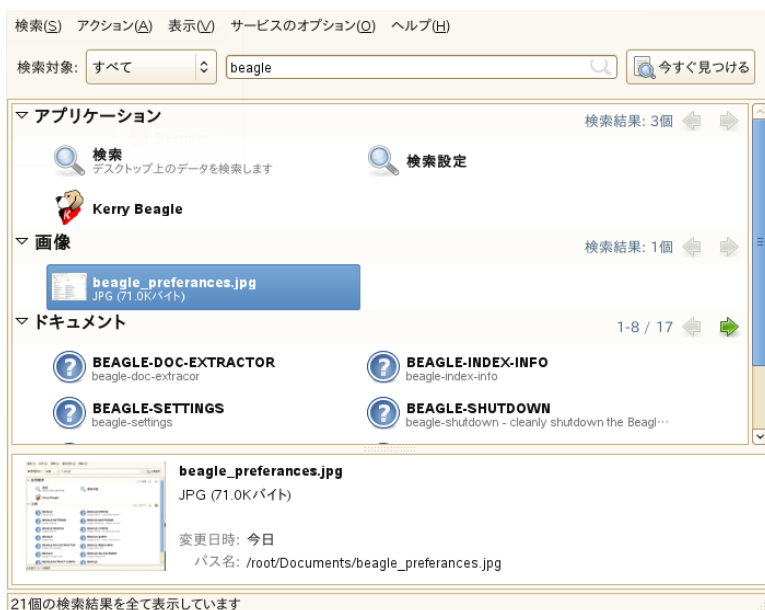 検索(S) アクション(A) 表示(V) サービスのオプション(O) ヘルプ(H)
検索対象: すべて beagle 今すぐ見つける
アプリケーション 検索結果: 3個
検索 検索設定
デスクトップ上のデータを検索します
Kerry Beagle
画像 検索結果: 1個
beagle_preferances.jpg
JPG (71.0Kバイト)
ドキュメント 1-8 / 17
BEAGLE-DOC-EXTRACTOR BEAGLE-INDEX-INFO
beagle-doc-extracor beagle-index-info
BEAGLE-SETTINGS BEAGLE-SHUTDOWN
beagle-settings beagle-shutdown - cleanly shutdown the Beagl…
beagle_preferances.jpg
JPG (71.0Kバイト)
変更日時: 今日
パス名: /root/Documents/beagle_preferances.jpg
21個の検索結果を全て表示しています